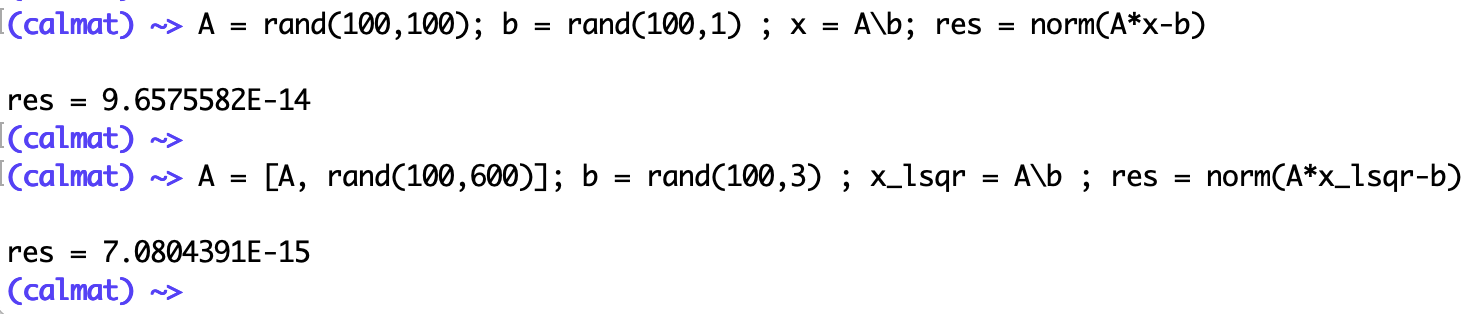 (calmat) ~> A = rand(100,100); b = rand(100,1) ; x = A\b; res = norm(A*x-b)
res = 9.6575582E-14
(calmat) ~>
(calmat) ~> A = [A, rand(100,600)]; b = rand(100,3) ; x_lsqr = A\b ; res = norm(A*x_lsqr-b)
res = 7.0804391E-15
(calmat) ~>